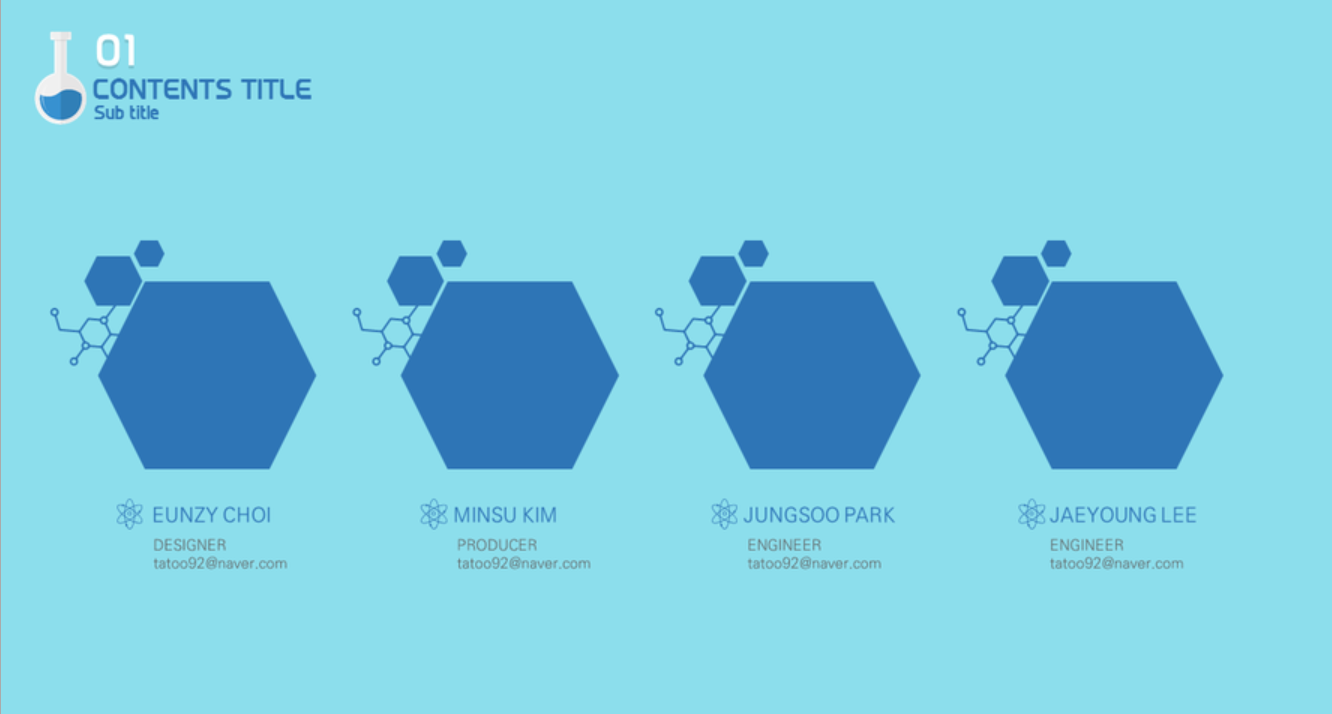 01
CONTENTS TITLE
Sub title
EUNZY CHOI
DESIGNER
tatoo92@naver.com
MINSU KIM
PRODUCER
tatoo92@naver.com
JUNGSOO PARK
ENGINEER
tatoo92@naver.com
JAEYOUNG LEE
ENGINEER
tatoo92@naver.com